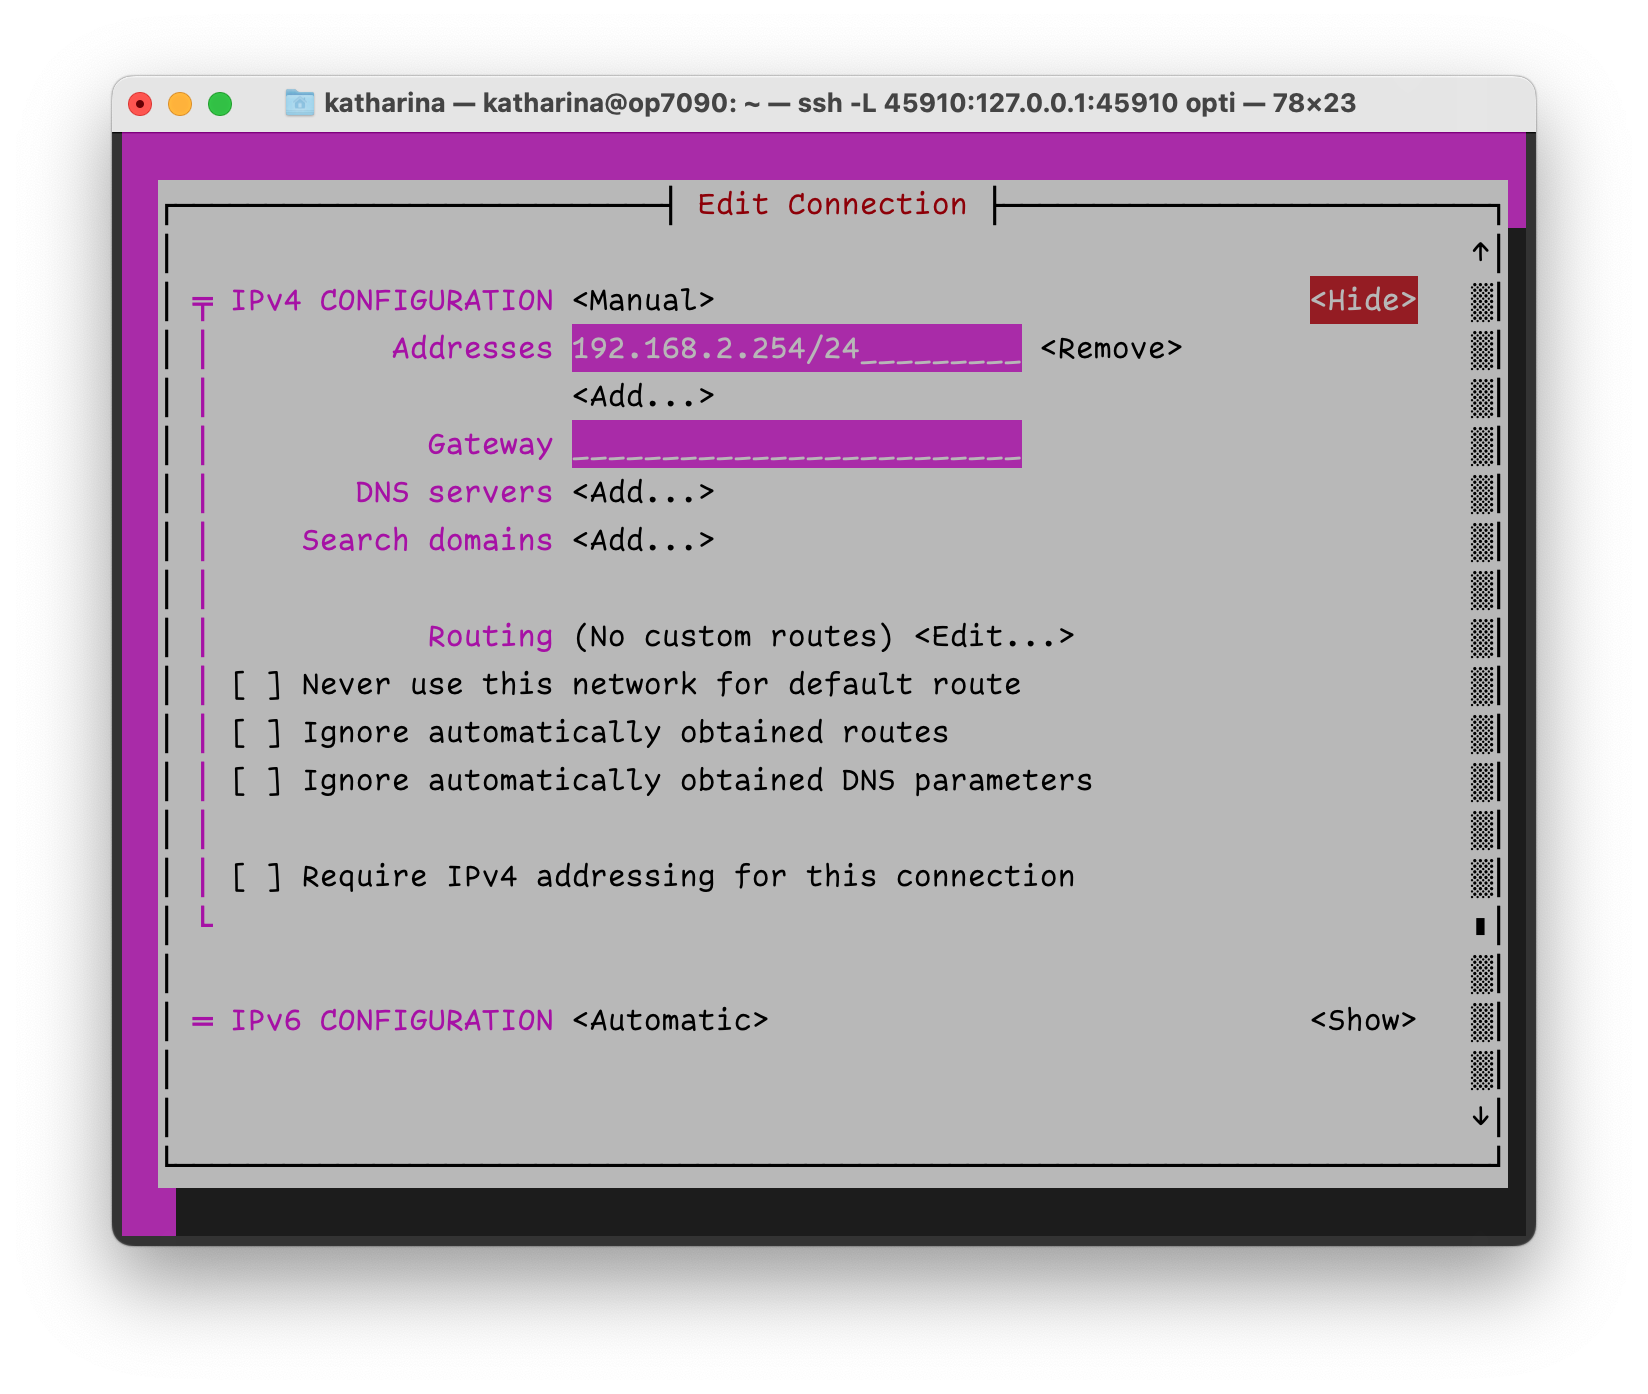 katharina — katharina@op7090: ~ — ssh -L 45910:127.0.0.1:45910 opti — 78×23
Edit Connection
↑
╤ IPv4 CONFIGURATION <Manual> <Hide>
Addresses 192.168.2.254/24_________ <Remove>
<Add...>
Gateway _________________________
DNS servers <Add...>
Search domains <Add...>
Routing (No custom routes) <Edit...>
[ ] Never use this network for default route
[ ] Ignore automatically obtained routes
[ ] Ignore automatically obtained DNS parameters
[ ] Require IPv4 addressing for this connection
═ IPv6 CONFIGURATION <Automatic> <Show>
↓